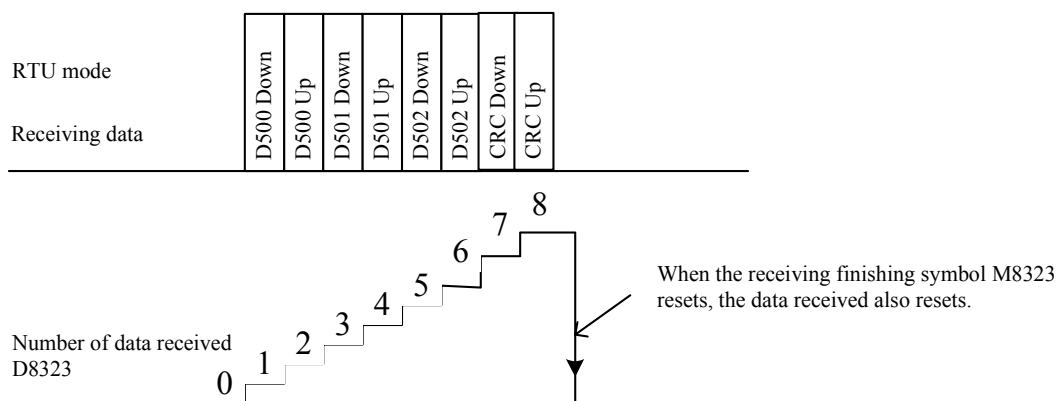 RTU mode
Receiving data
D500 Down
D500 Up
D501 Down
D501 Up
D502 Down
D502 Up
CRC Down
CRC Up
8
7
6
5
4
3
2
1
0
Number of data received
D8323
When the receiving finishing symbol M8323
resets, the data received also resets.